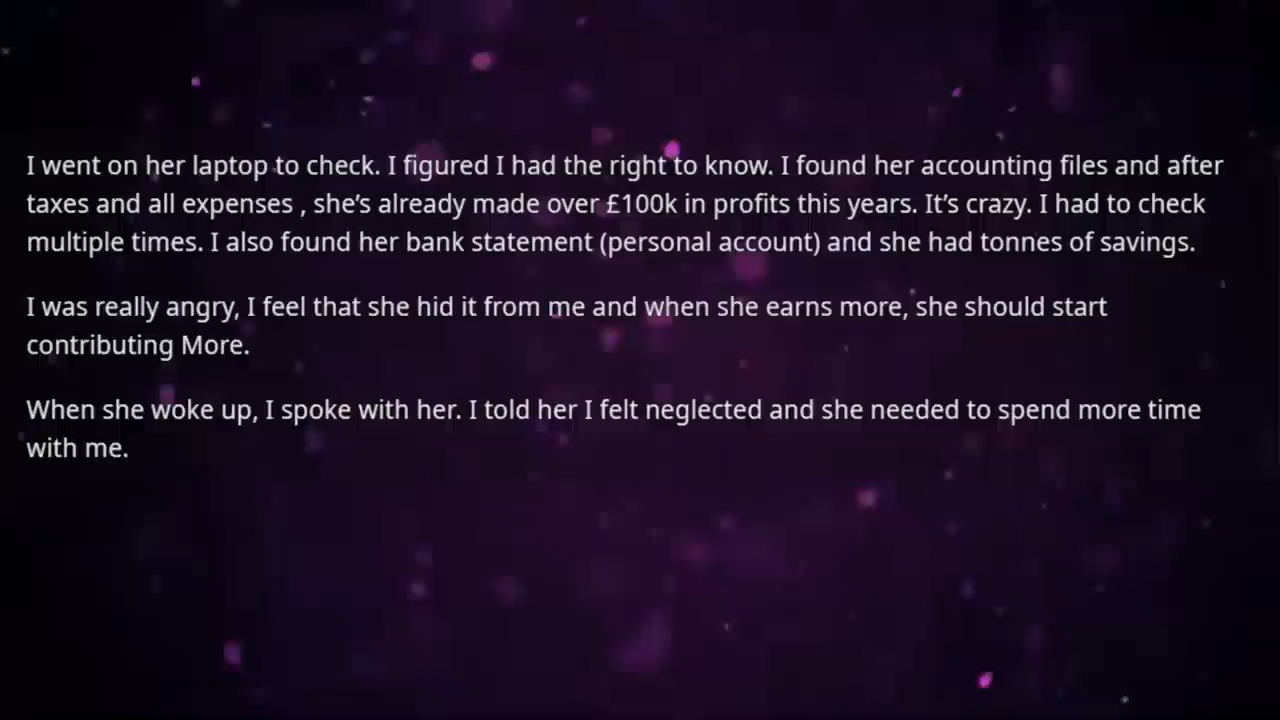 I went on her laptop to check. I figured I had the right to know. I found her accounting files and after
taxes and all expenses , she’s already made over £100k in profits this years. It’s crazy. I had to check
multiple times. I also found her bank statement (personal account) and she had tonnes of savings.
I was really angry, I feel that she hid it from me and when she earns more, she should start
contributing More.
When she woke up, I spoke with her. I told her I felt neglected and she needed to spend more time
with me.